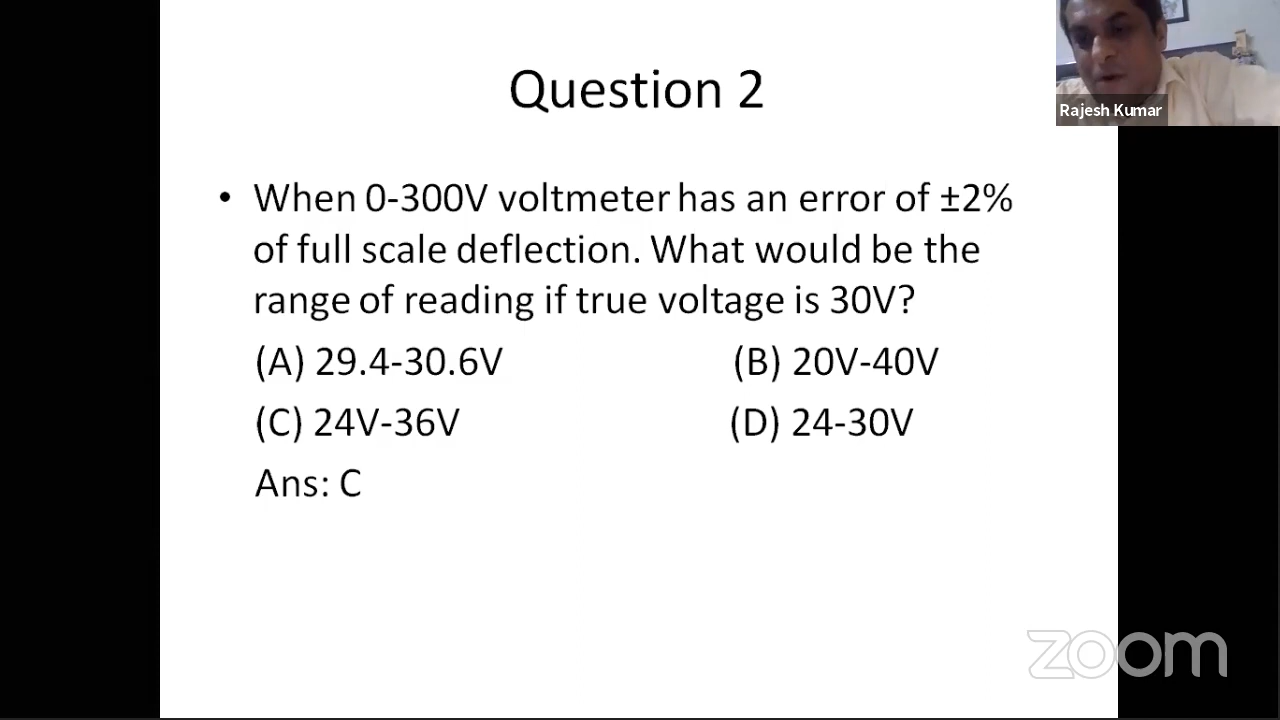 Question 2
Rajesh Kumar
• When 0-300V voltmeter has an error of ±2%
of full scale deflection. What would be the
range of reading if true voltage is 30V?
(A) 29.4-30.6V (B) 20V-40V
(C) 24V-36V (D) 24-30V
Ans: C
zoom